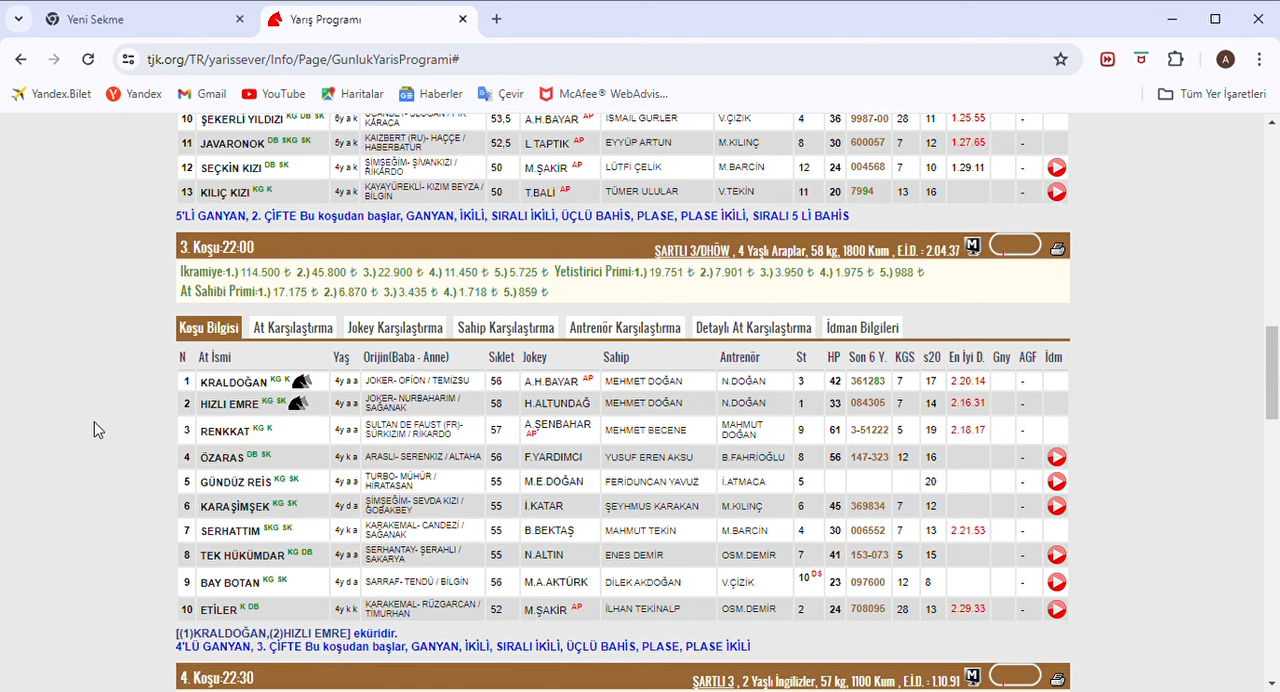 Yeni Sekme
Yarış Programı
tjk.org/TR/yarissever/Info/Page/GunlukYarisProgrami#
A
Yandex.Bilet Yandex Gmail YouTube Haritalar Haberler Çevir McAfee® WebAdvis... Tüm Yer İşaretleri
10 ŞEKERLİ YILDIZI KG DB SK 6y a k KARACA 53,5 A.H.BAYAR AP İSMAİL GÜRLER V.ÇİZİK 4 36 9987-00 28 11 1.25.55 -
11 JAVARONOK DB SKG SK 5y a k KAIZBERT (RU)- HAÇÇE / HABERBATUR 52,5 L.TAPTIK AP EYYÜP ARTUN M.KILINÇ 8 30 600057 7 12 1.27.65 -
12 SEÇKİN KIZI DB SK 4y a k ŞİMŞEĞİM- ŞİVANKIZI / RİKARDO 50 M.ŞAKİR AP LÜTFİ ÇELİK M.BARCİN 12 24 004568 7 10 1.29.11 -
13 KILIÇ KIZI KG K 4y a k KAYAYÜREKLİ- KIZIM BEYZA / BİLGİN 50 T.BALİ AP TÜMER ULULAR V.TEKİN 11 20 7994 13 16 -
5'Lİ GANYAN, 2. ÇİFTE Bu koşudan başlar, GANYAN, İKİLİ, SIRALI İKİLİ, ÜÇLÜ BAHİS, PLASE, PLASE İKİLİ, SIRALI 5 Lİ BAHİS
3. Koşu:22:00 ŞARTLI 3/DHÖW , 4 Yaşlı Araplar, 58 kg, 1800 Kum , E.İ.D. : 2.04.37 M
Ikramiye:1.) 114.500 ₺ 2.) 45.800 ₺ 3.) 22.900 ₺ 4.) 11.450 ₺ 5.) 5.725 ₺ Yetistirici Primi:1.) 19.751 ₺ 2.) 7.901 ₺ 3.) 3.950 ₺ 4.) 1.975 ₺ 5.) 988 ₺
At Sahibi Primi:1.) 17.175 ₺ 2.) 6.870 ₺ 3.) 3.435 ₺ 4.) 1.718 ₺ 5.) 859 ₺
Koşu Bilgisi At Karşılaştırma Jokey Karşılaştırma Sahip Karşılaştırma Antrenör Karşılaştırma Detaylı At Karşılaştırma İdman Bilgileri
N At İsmi Yaş Orijin(Baba - Anne) Sıklet Jokey Sahip Antrenör St HP Son 6 Y. KGS s20 En İyi D. Gny AGF İdm
1 KRALDOĞAN KG K 4y a a JOKER- OFİON / TEMİZSU 56 A.H.BAYAR AP MEHMET DOĞAN N.DOĞAN 3 42 361283 7 17 2.20.14 -
2 HIZLI EMRE KG SK 4y a a JOKER- NURBAHARIM / SAĞANAK 58 H.ALTUNDAĞ MEHMET DOĞAN N.DOĞAN 1 33 084305 7 14 2.16.31 -
3 RENKKAT KG K 4y a a SULTAN DE FAUST (FR)- SÜRKIZIM / RİKARDO 57 A.ŞENBAHAR AP MEHMET BECENE MAHMUT DOĞAN 9 61 3-51222 5 19 2.18.17 -
4 ÖZARAS DB SK 4y k a ARASLI- SERENKIZ / ALTAHA 56 F.YARDIMCI YUSUF EREN AKSU B.FAHRİOĞLU 8 56 147-323 12 16 -
5 GÜNDÜZ REİS KG SK 4y a a TURBO- MÜHÜR / HİRATASAN 55 M.E.DOĞAN FERİDUNCAN YAVUZ İ.ATMACA 5 20 -
6 KARAŞİMŞEK KG SK 4y d a ŞİMŞEĞİM- SEVDA KIZI / GÖBAKBEY 55 İ.KATAR ŞEYHMUS KARAKAN M.KILINÇ 6 45 369834 7 12 -
7 SERHATTIM SKG SK 4y k a KARAKEMAL- CANDEZİ / SAĞANAK 55 B.BEKTAŞ MAHMUT TEKİN M.BARCİN 4 30 006552 7 13 2.21.53 -
8 TEK HÜKÜMDAR KG DB 4y a a SERHANTAY- ŞERAHLI / SAKARYA 55 N.ALTIN ENES DEMİR OSM.DEMİR 7 41 153-073 5 15 -
9 BAY BOTAN KG SK 4y d a SARRAF- TENDÜ / BİLGİN 56 M.A.AKTÜRK DİLEK AKDOĞAN V.ÇİZİK 10 DS 23 097600 12 8 -
10 ETİLER K DB 4y k k KARAKEMAL- RÜZGARCAN / TİMURHAN 52 M.ŞAKİR AP İLHAN TEKİNALP OSM.DEMİR 2 24 708095 28 13 2.29.33 -
[(1)KRALDOĞAN,(2)HIZLI EMRE] eküridir.
4'LÜ GANYAN, 3. ÇİFTE Bu koşudan başlar, GANYAN, İKİLİ, SIRALI İKİLİ, ÜÇLÜ BAHİS, PLASE, PLASE İKİLİ
4. Koşu:22:30 ŞARTLI 3 , 2 Yaşlı İngilizler, 57 kg, 1100 Kum , E.İ.D. : 1.10.91 M